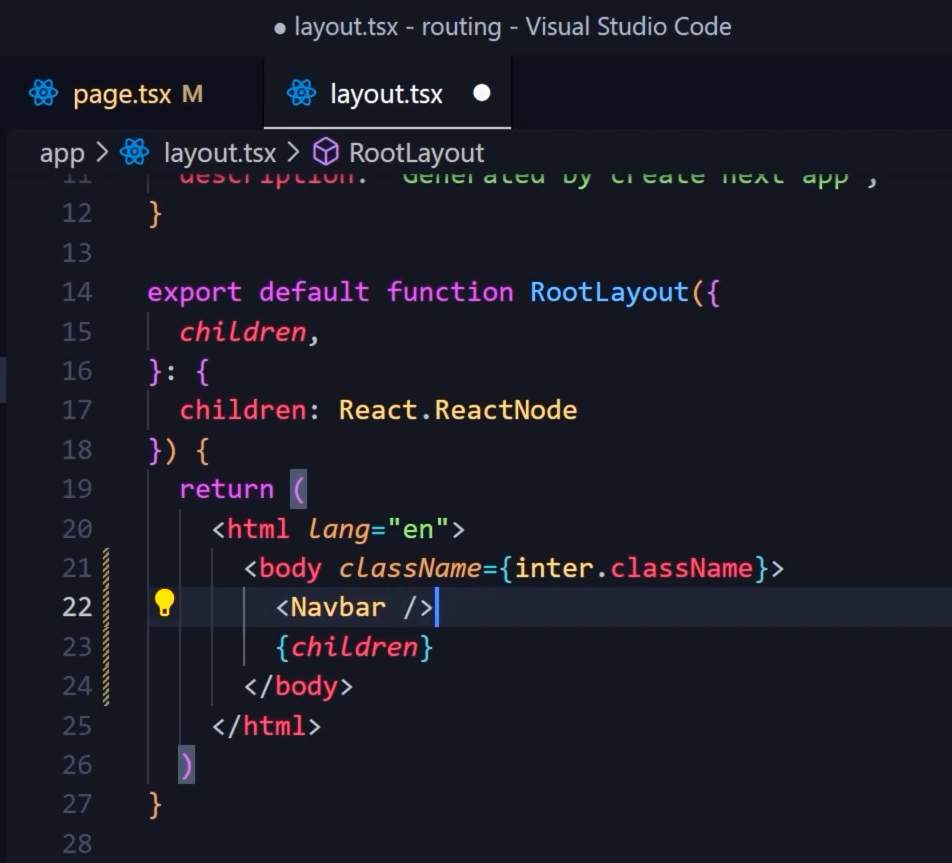 ● layout.tsx - routing - Visual Studio Code
page.tsx M layout.tsx ●
app > layout.tsx > RootLayout
11 description: "Generated by create next app",
12 }
13
14 export default function RootLayout({
15 children,
16 }: {
17 children: React.ReactNode
18 }) {
19 return (
20 <html lang="en">
21 <body className={inter.className}>
22 <Navbar />
23 {children}
24 </body>
25 </html>
26 )
27 }
28